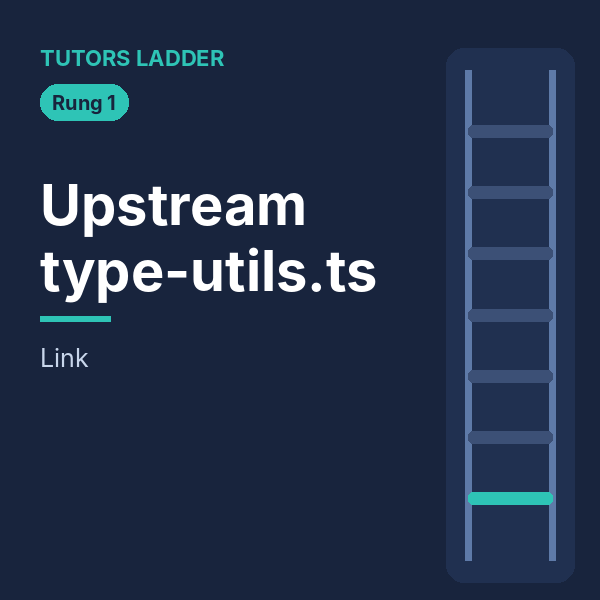 TUTORS LADDER
Rung 1
Upstream
type-utils.ts
Link